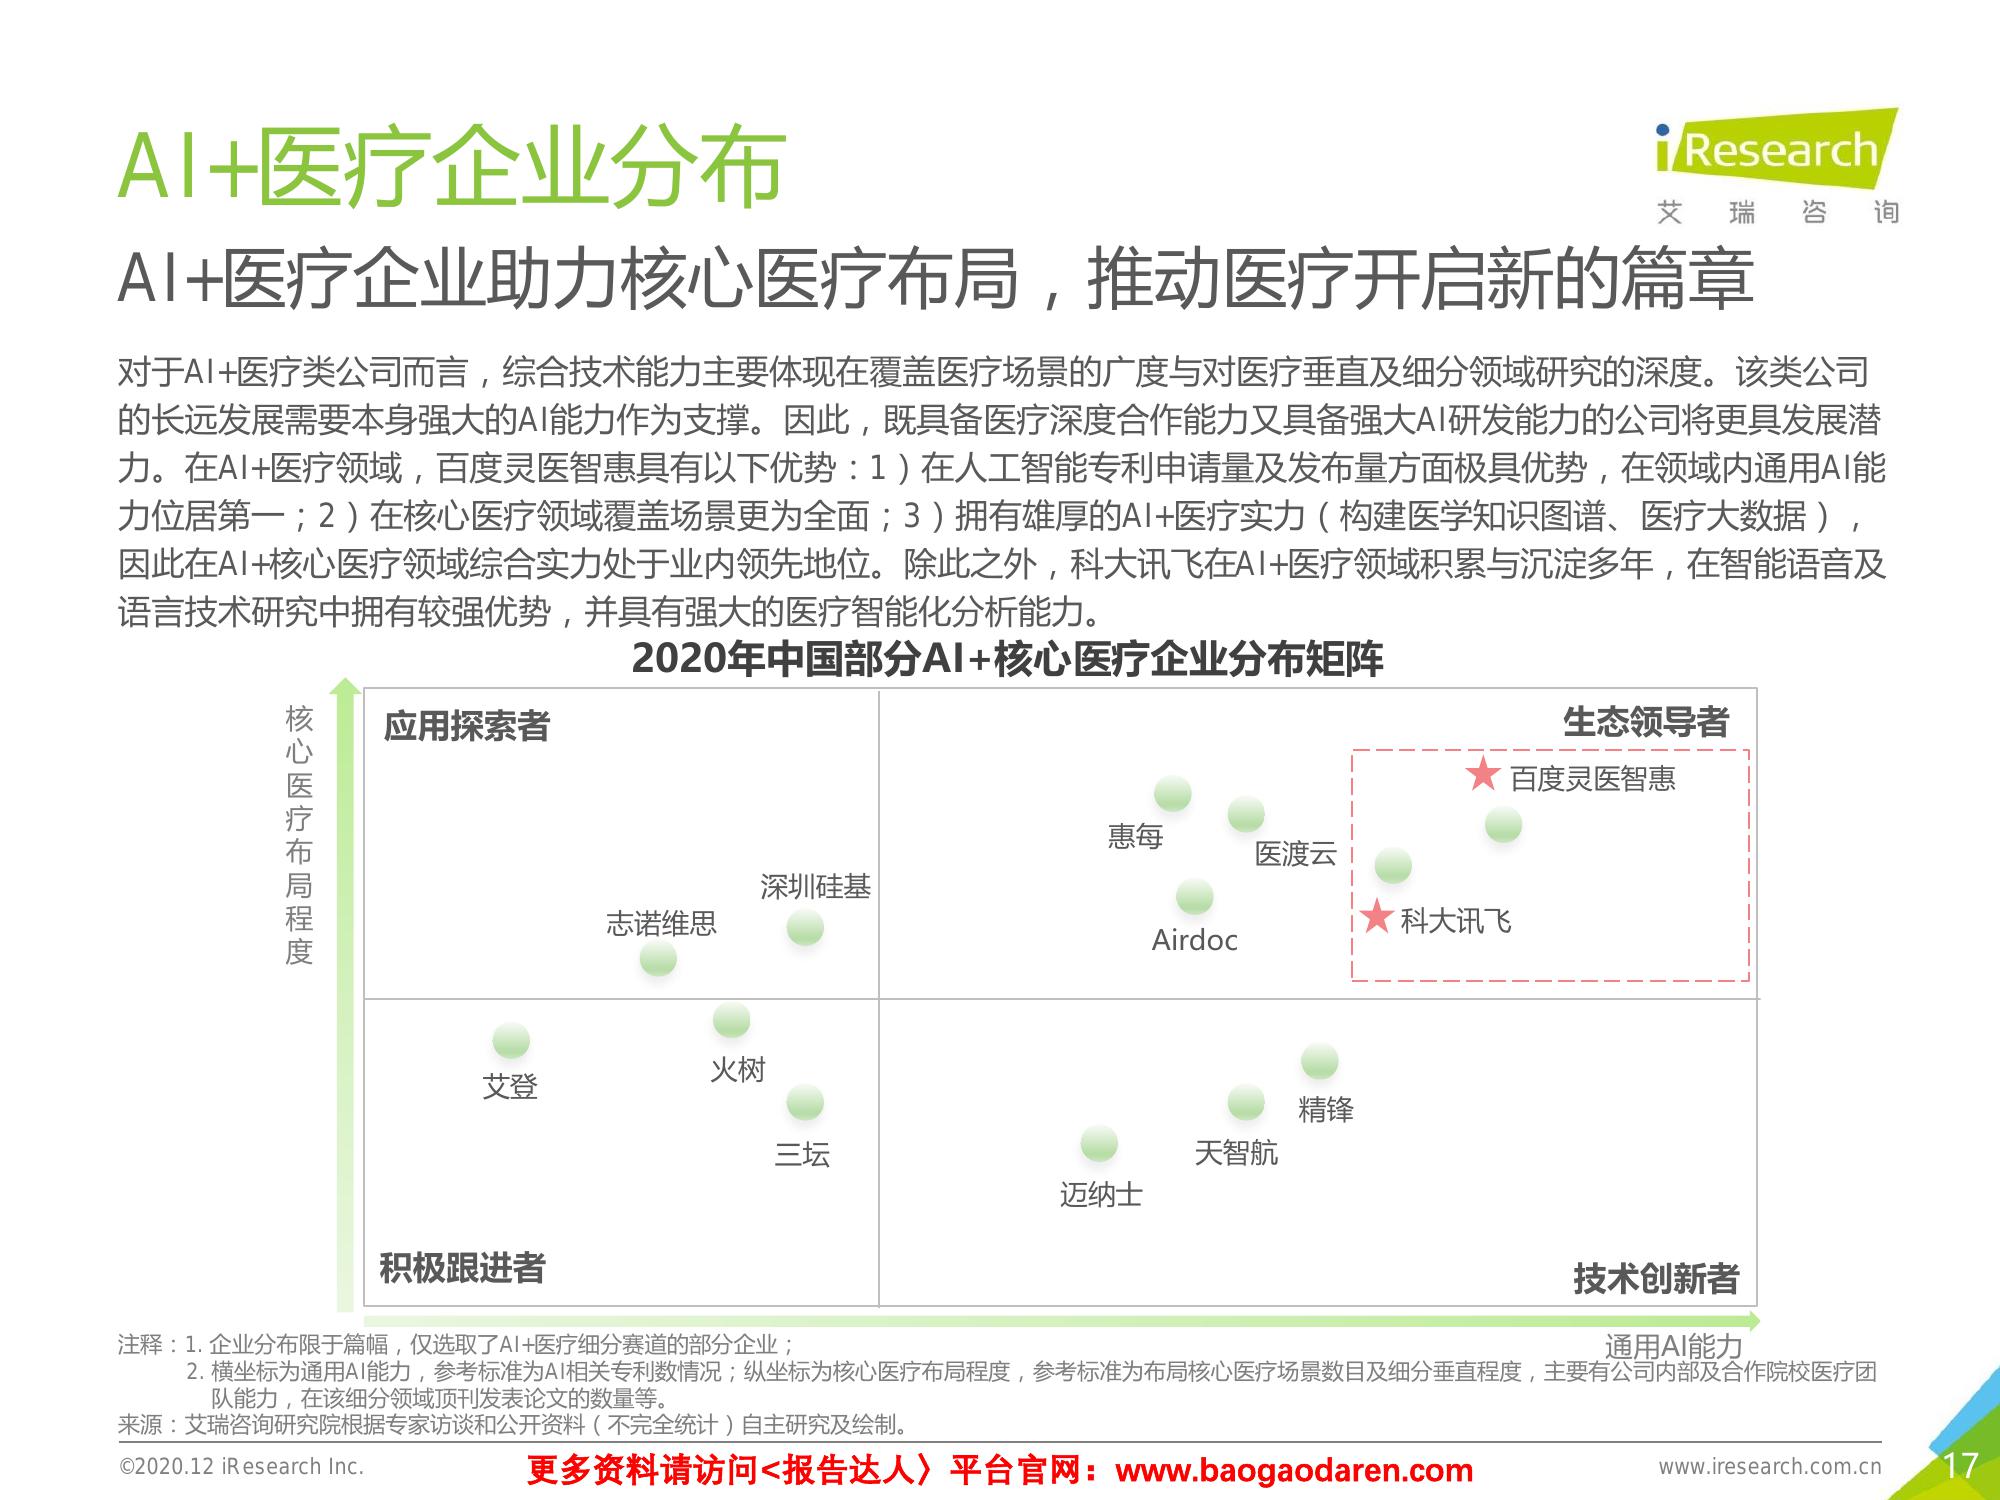 AI+医疗企业分布
iResearch
艾瑞咨询
AI+医疗企业助力核心医疗布局，推动医疗开启新的篇章
对于AI+医疗类公司而言，综合技术能力主要体现在覆盖医疗场景的广度与对医疗垂直及细分领域研究的深度。该类公司
的长远发展需要本身强大的AI能力作为支撑。因此，既具备医疗深度合作能力又具备强大AI研发能力的公司将更具发展潜
力。在AI+医疗领域，百度灵医智惠具有以下优势：1）在人工智能专利申请量及发布量方面极具优势，在领域内通用AI能
力位居第一；2）在核心医疗领域覆盖场景更为全面；3）拥有雄厚的AI+医疗实力（构建医学知识图谱、医疗大数据），
因此在AI+核心医疗领域综合实力处于业内领先地位。除此之外，科大讯飞在AI+医疗领域积累与沉淀多年，在智能语音及
语言技术研究中拥有较强优势，并具有强大的医疗智能化分析能力。
2020年中国部分AI+核心医疗企业分布矩阵
核心医疗布局程度
应用探索者
生态领导者
百度灵医智惠
惠每
医渡云
深圳硅基
志诺维思
科大讯飞
Airdoc
火树
艾登
精锋
三坛
天智航
迈纳士
积极跟进者
技术创新者
通用AI能力
注释：1. 企业分布限于篇幅，仅选取了AI+医疗细分赛道的部分企业；
2. 横坐标为通用AI能力，参考标准为AI相关专利数情况；纵坐标为核心医疗布局程度，参考标准为布局核心医疗场景数目及细分垂直程度，主要有公司内部及合作院校医疗团
队能力，在该细分领域顶刊发表论文的数量等。
来源：艾瑞咨询研究院根据专家访谈和公开资料（不完全统计）自主研究及绘制。
©2020.12 iResearch Inc.
更多资料请访问<报告达人〉平台官网：www.baogaodaren.com
www.iresearch.com.cn
17